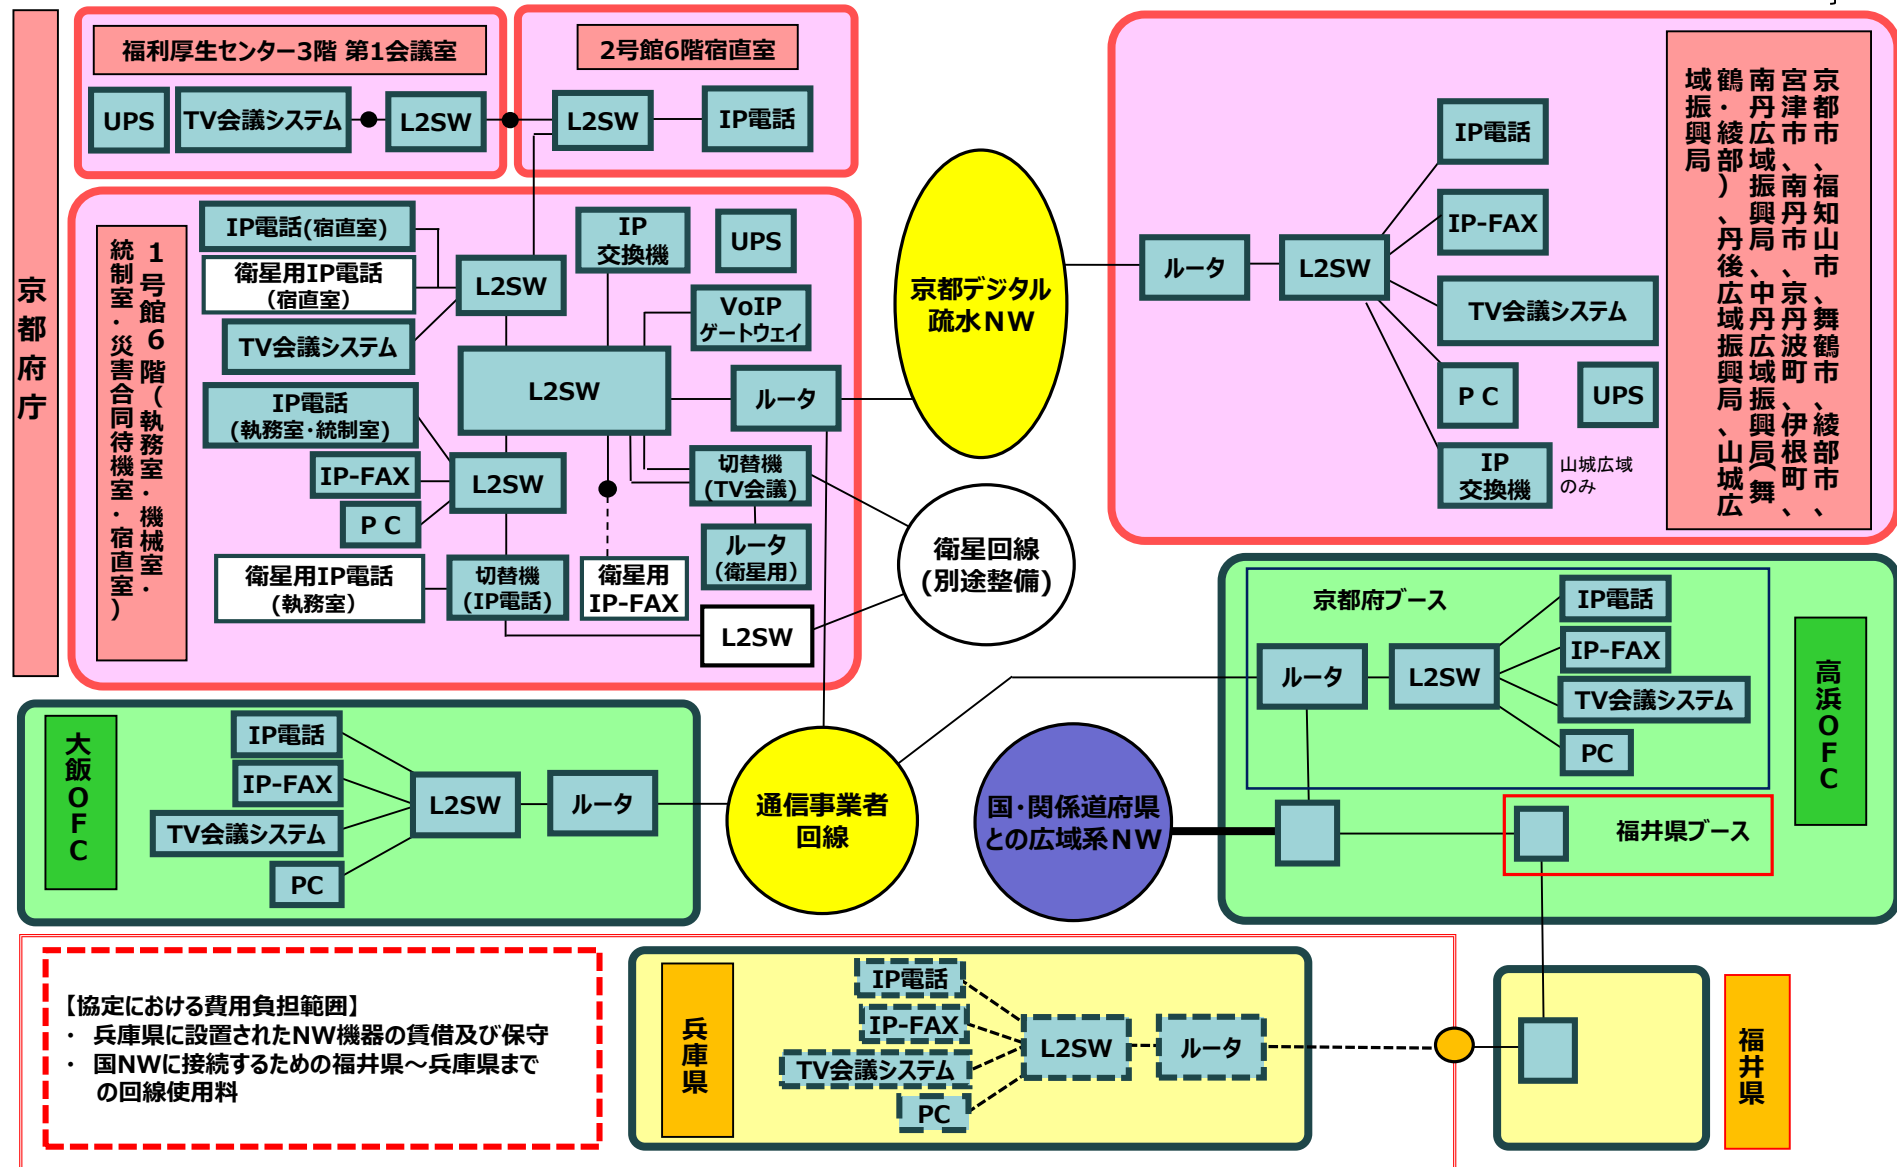 京都府庁
福利厚生センター3階 第1会議室
UPS
TV会議システム
L2SW
2号館6階宿直室
L2SW
IP電話
1号館6階(執務室・機械室・
統制室・災害合同待機室・宿直室)
IP電話(宿直室)
衛星用IP電話
(宿直室)
TV会議システム
L2SW
IP
交換機
UPS
VoIP
ゲートウェイ
L2SW
ルータ
IP電話
(執務室・統制室)
IP-FAX
P C
L2SW
切替機
(TV会議)
ルータ
(衛星用)
衛星用IP電話
(執務室)
切替機
(IP電話)
衛星用
IP-FAX
L2SW
京都デジタル
疏水NW
衛星回線
(別途整備)
ルータ
L2SW
IP電話
IP-FAX
TV会議システム
P C
UPS
IP
交換機
山城広域
のみ
京都市、福知山市、舞鶴市、綾部市、
宮津市、南丹市、京丹波町、伊根町、
南丹広域振興局、中丹広域振興局(舞
鶴・綾部)、丹後広域振興局、山城広
域振興局
大飯OFC
IP電話
IP-FAX
TV会議システム
PC
L2SW
ルータ
通信事業者
回線
国・関係道府県
との広域系NW
京都府ブース
ルータ
L2SW
IP電話
IP-FAX
TV会議システム
PC
高浜OFC
福井県ブース
【協定における費用負担範囲】
・ 兵庫県に設置されたNW機器の賃借及び保守
・ 国NWに接続するための福井県～兵庫県まで
の回線使用料
兵庫県
IP電話
IP-FAX
TV会議システム
PC
L2SW
ルータ
福井県